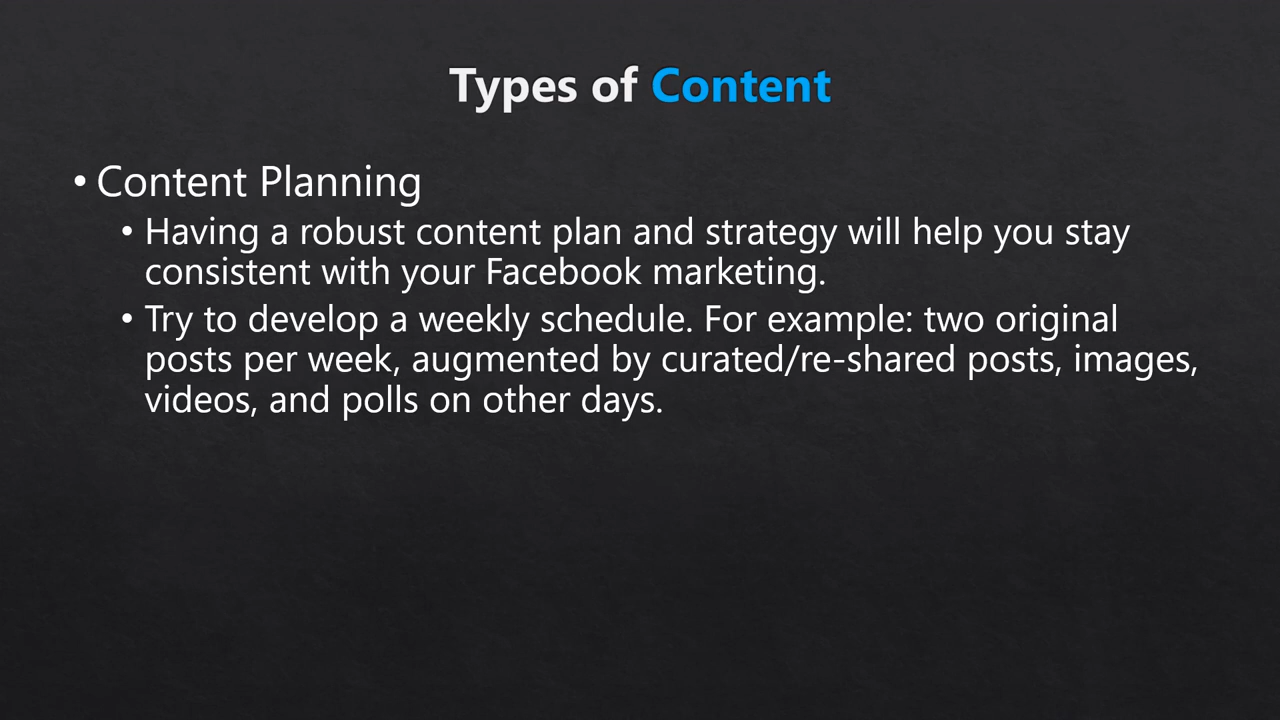 Types of Content
• Content Planning
• Having a robust content plan and strategy will help you stay
consistent with your Facebook marketing.
• Try to develop a weekly schedule. For example: two original
posts per week, augmented by curated/re-shared posts, images,
videos, and polls on other days.